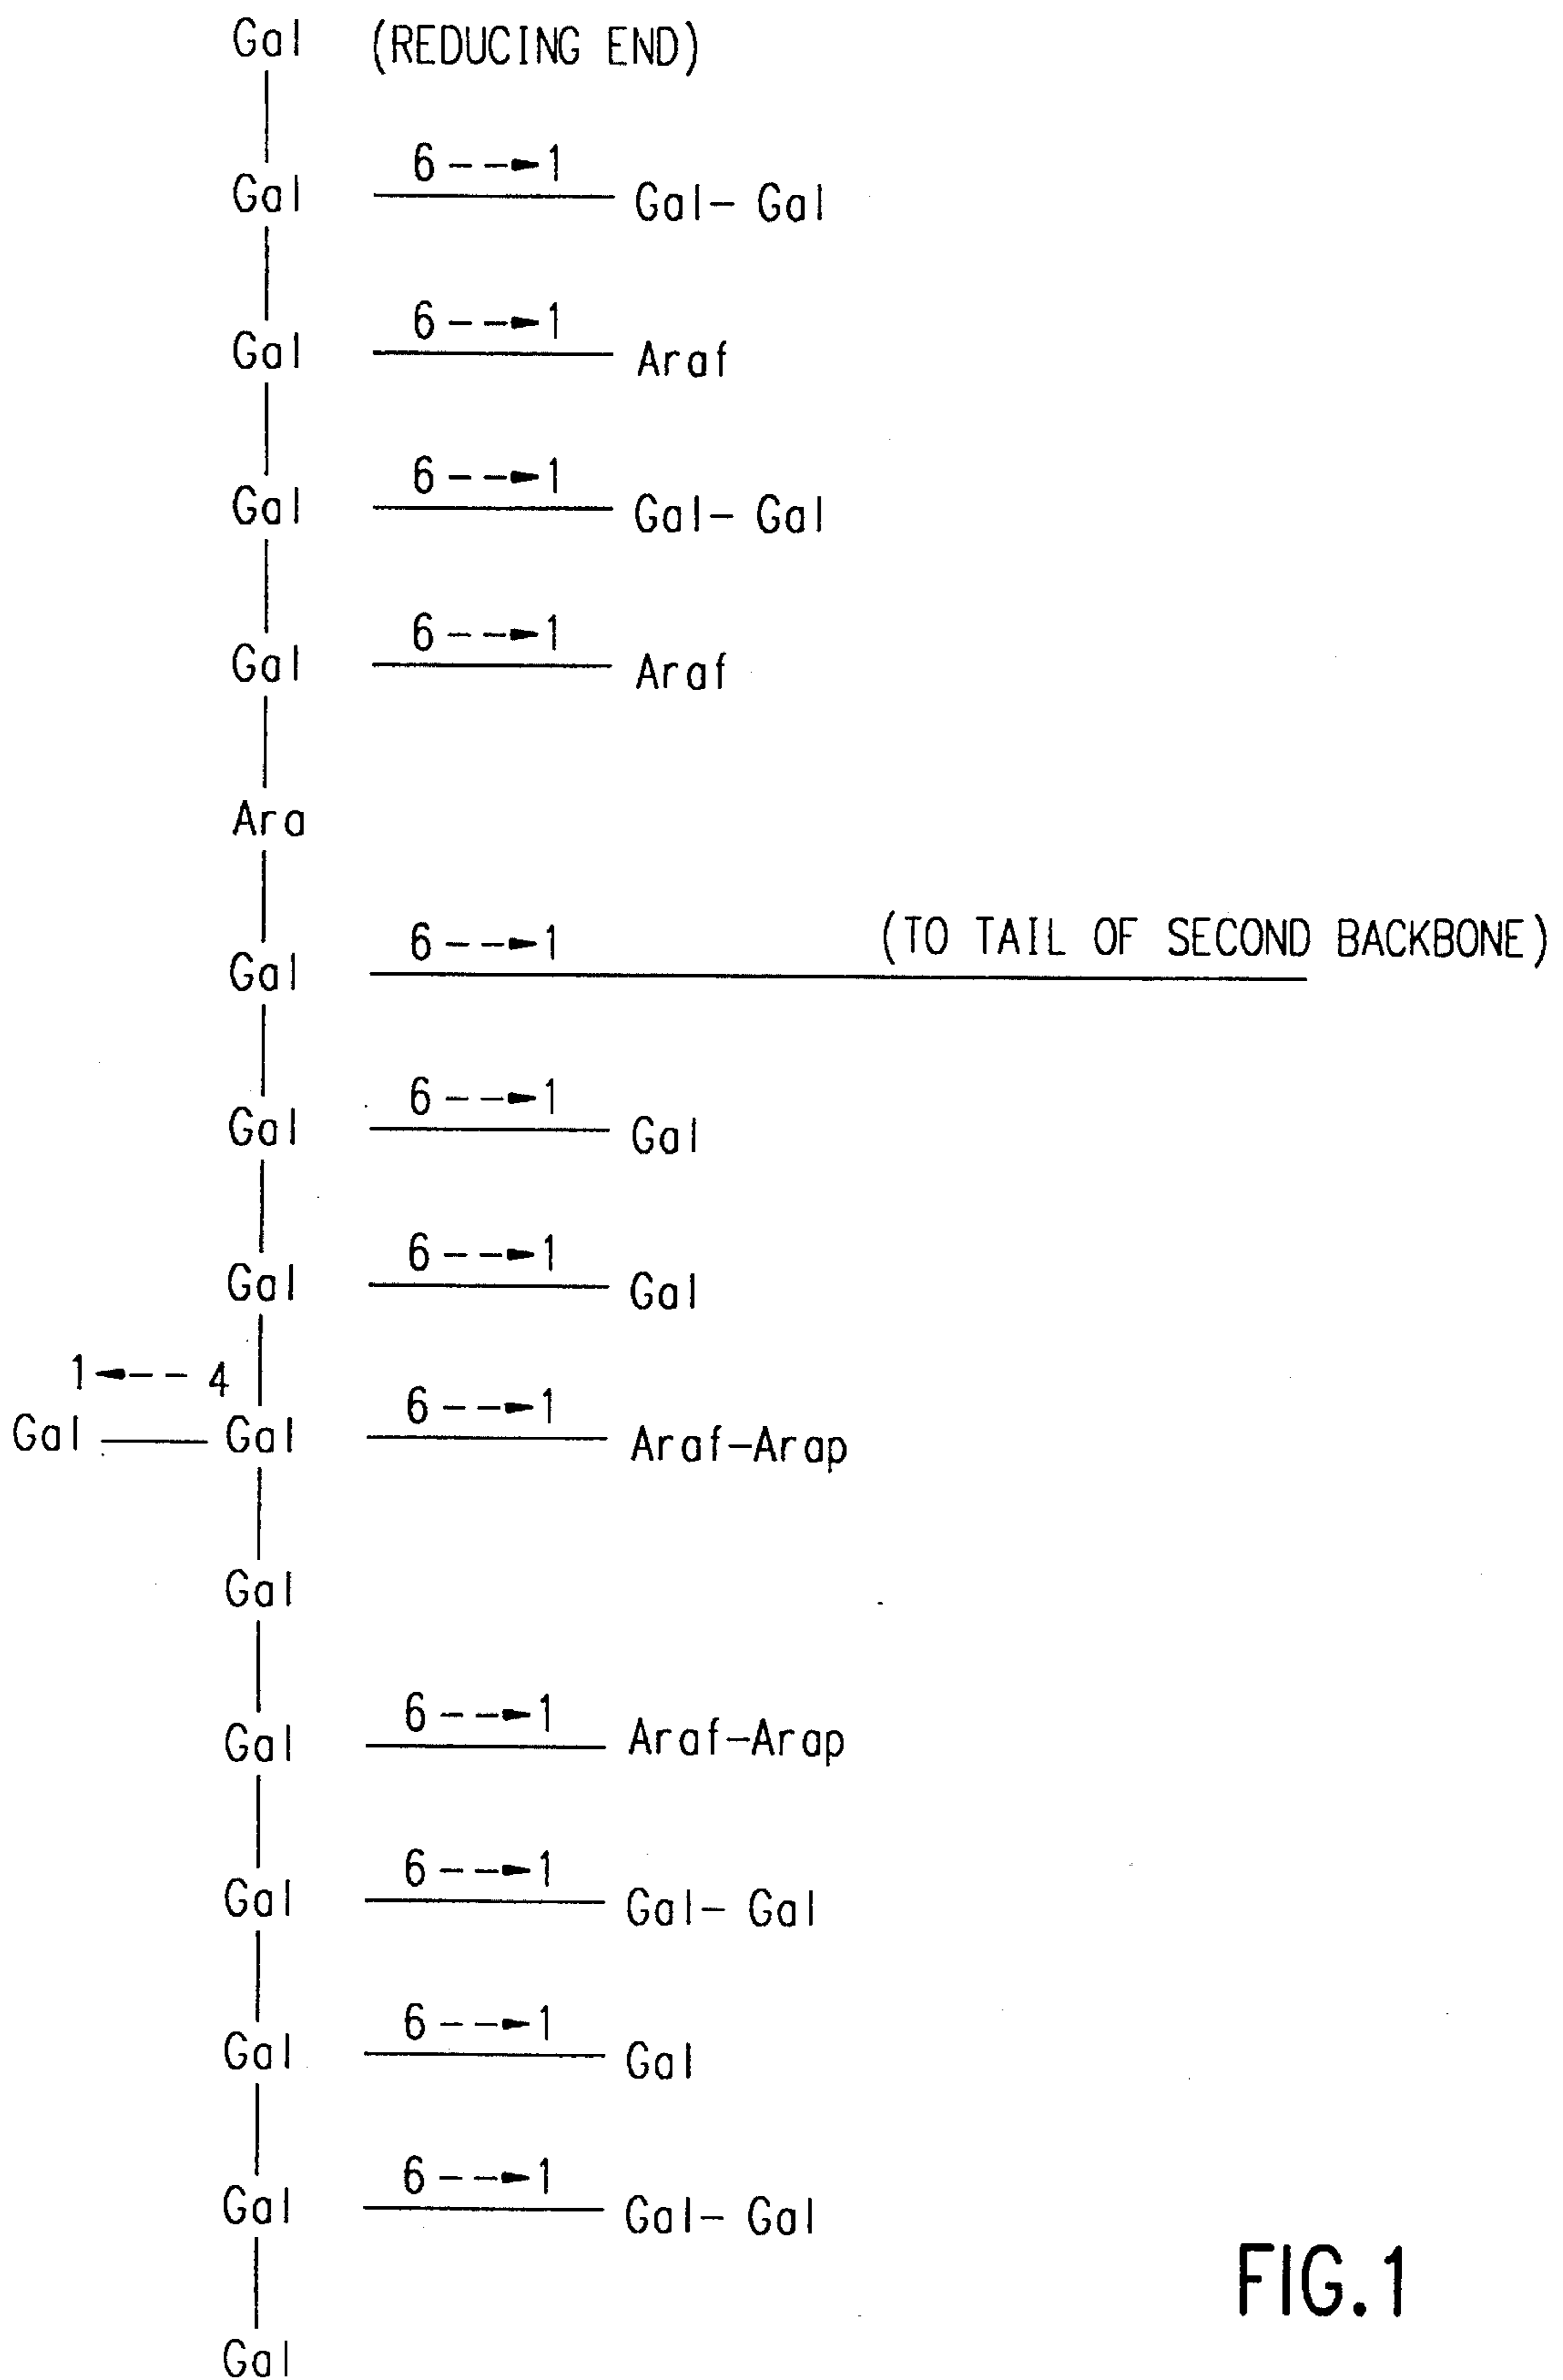 Gal (REDUCING END)
6 1
Gal Gal- Gal
6 1
Gal Araf
6 1
Gal Gal- Gal
6 1
Gal Araf
Ara
6 1 (TO TAIL OF SECOND BACKBONE)
Gal
6 1
Gal Gal
6 1
Gal Gal
1 4 6 1
Gal Gal Araf-Arap
Gal
6 1
Gal Araf-Arap
6 1
Gal Gal- Gal
6 1
Gal Gal
6 1
Gal Gal- Gal
Gal
FIG.1